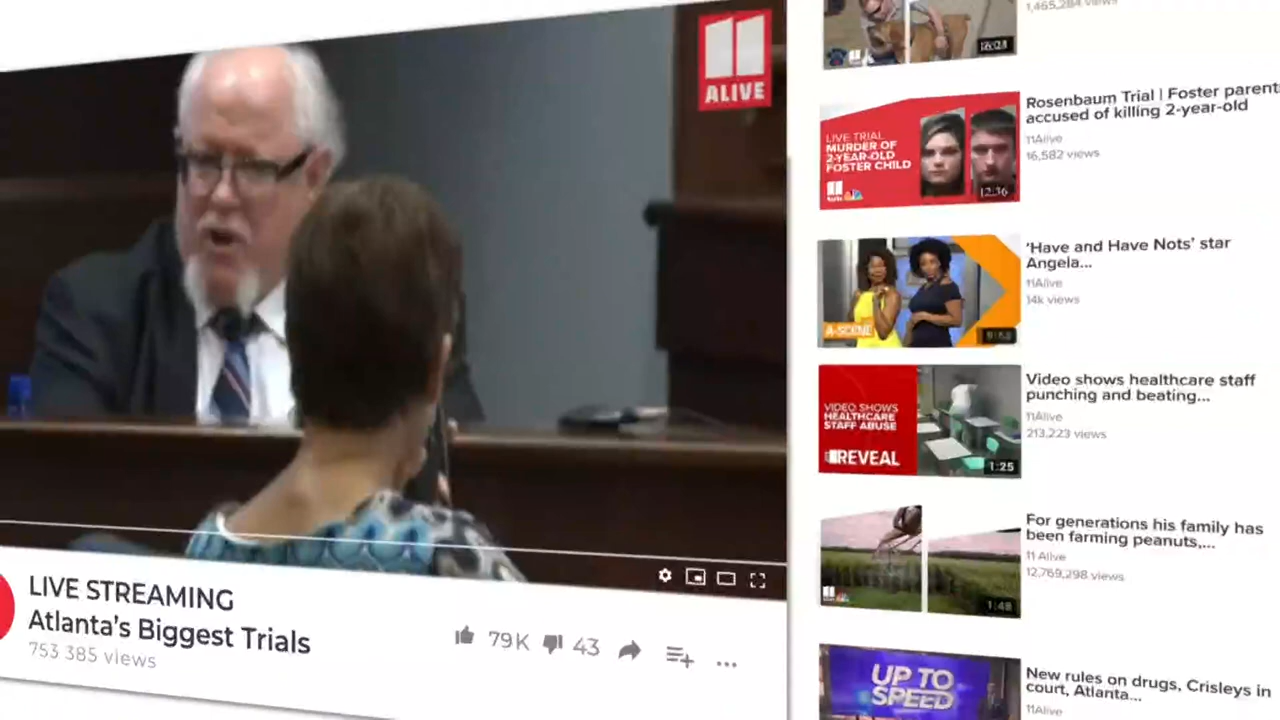 11
ALIVE
LIVE STREAMING
Atlanta's Biggest Trials
753 385 views
79K
43
1,465,284 views
16:03
Rosenbaum Trial | Foster parent
accused of killing 2-year-old
11Alive
16,582 views
LIVE TRIAL
MURDER OF
2-YEAR-OLD
FOSTER CHILD
12:36
'Have and Have Nots' star
Angela...
11Alive
14k views
A-SCENE
Video shows healthcare staff
punching and beating...
11Alive
213,223 views
VIDEO SHOWS
HEALTHCARE
STAFF ABUSE
REVEAL
1:25
For generations his family has
been farming peanuts,...
11 Alive
12,769,298 views
1:48
UP TO
SPEED
New rules on drugs, Crisleys in
court, Atlanta...
11Alive